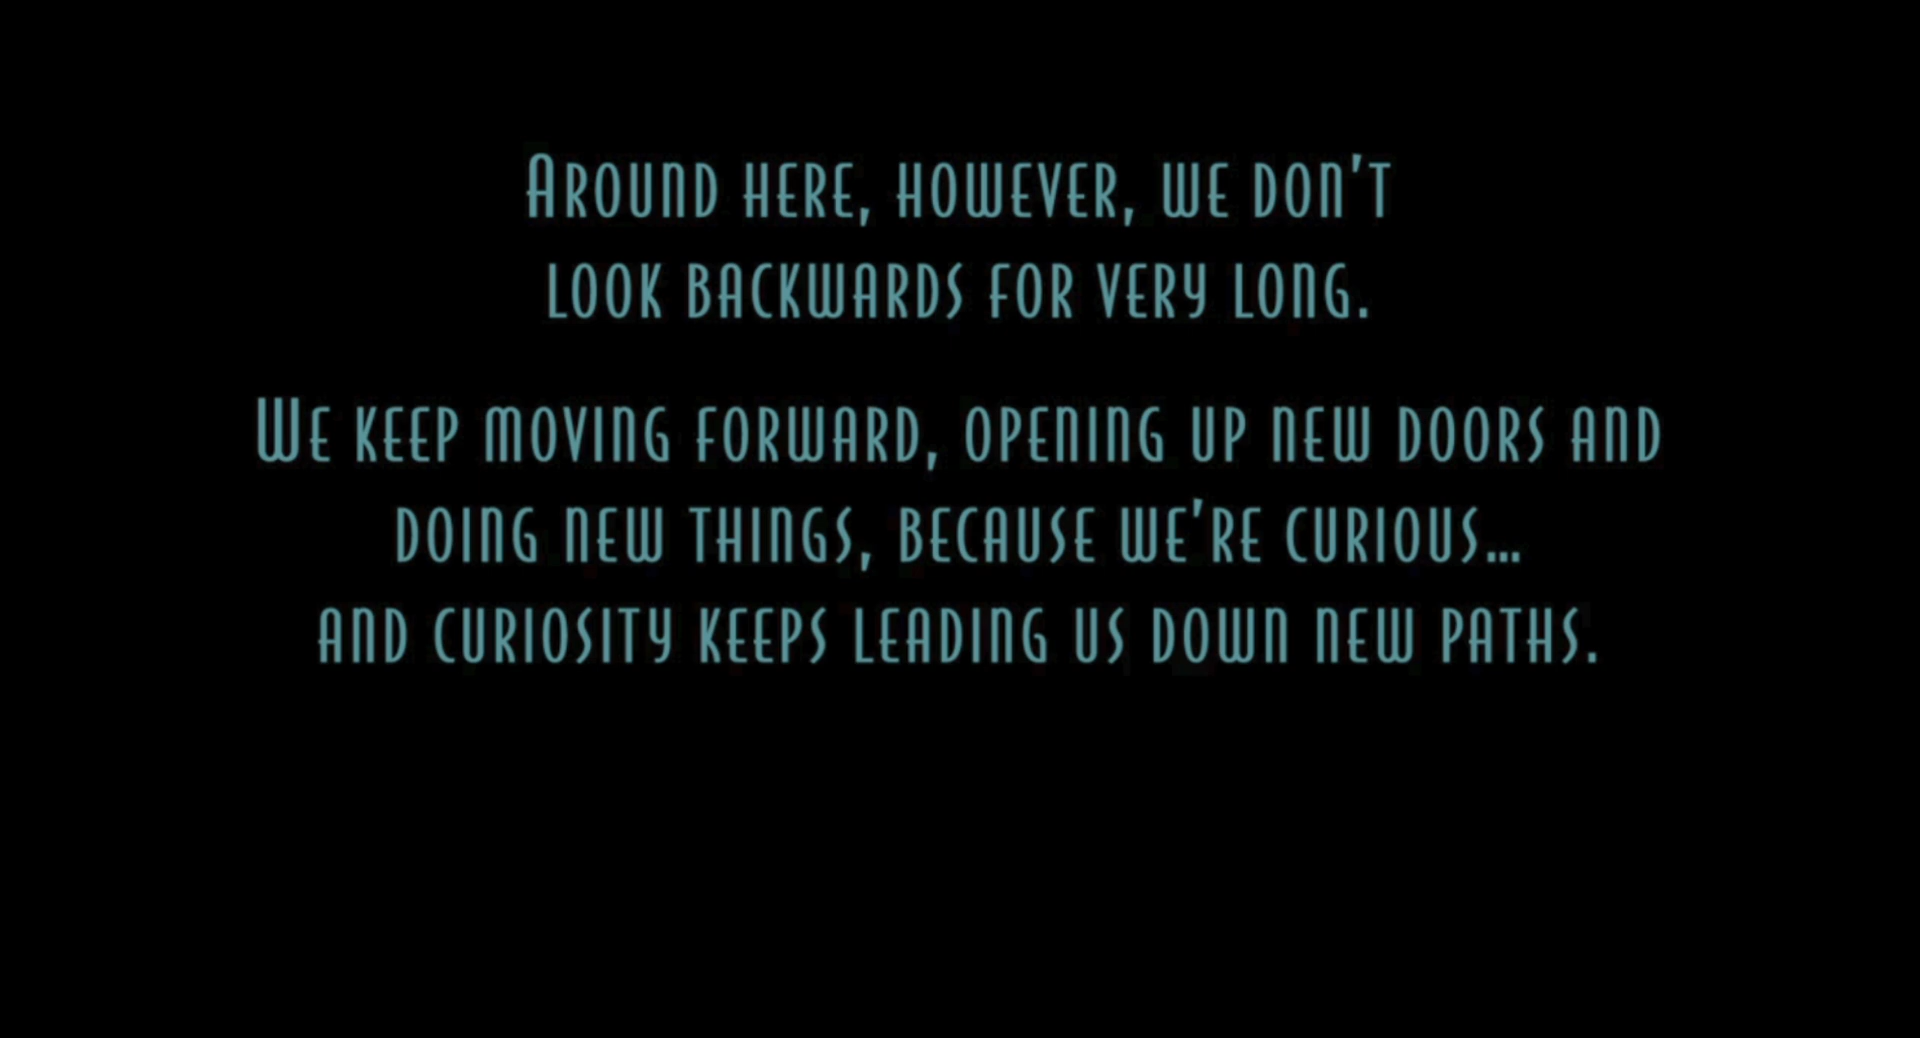 Around here, however, we don't
look backwards for very long.
We keep moving forward, opening up new doors and
doing new things, because we're curious...
and curiosity keeps leading us down new paths.